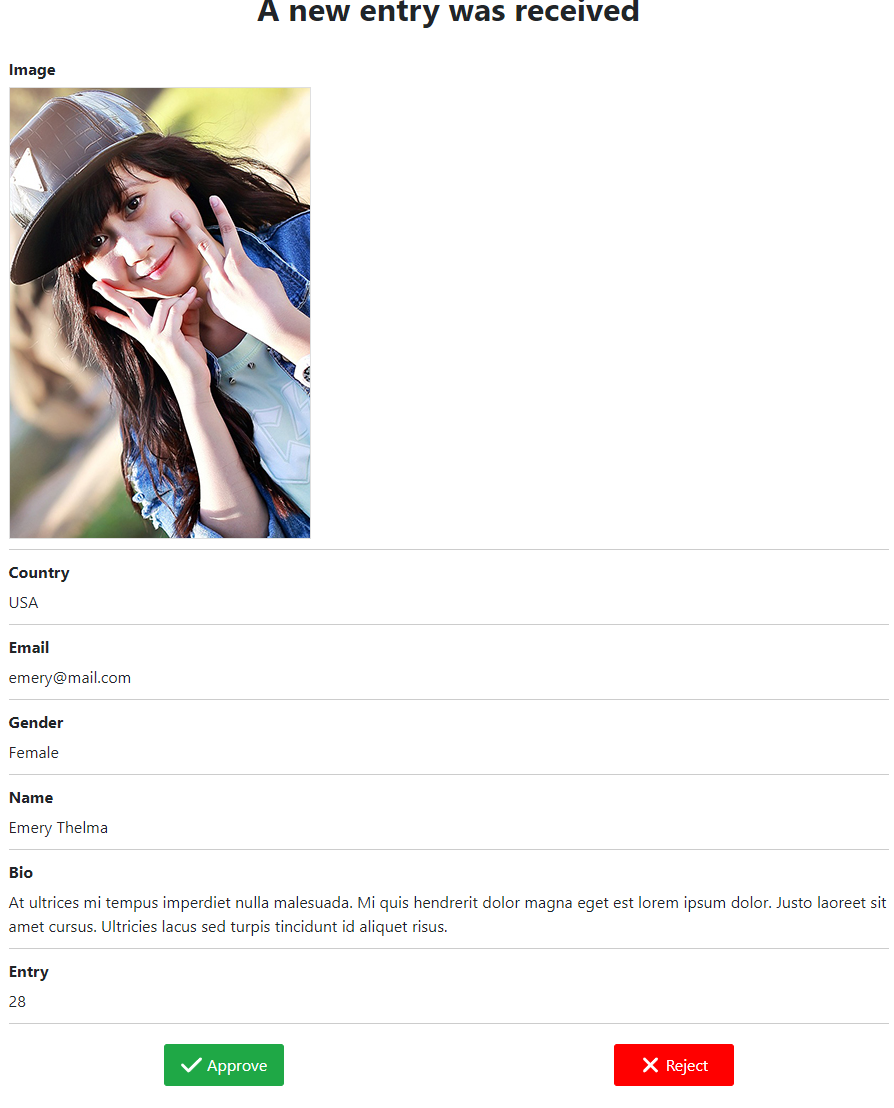 A new entry was received
Image
Country
USA
Email
emery@mail.com
Gender
Female
Name
Emery Thelma
Bio
At ultrices mi tempus imperdiet nulla malesuada. Mi quis hendrerit dolor magna eget est lorem ipsum dolor. Justo laoreet sit
amet cursus. Ultricies lacus sed turpis tincidunt id aliquet risus.
Entry
28
Approve
Reject